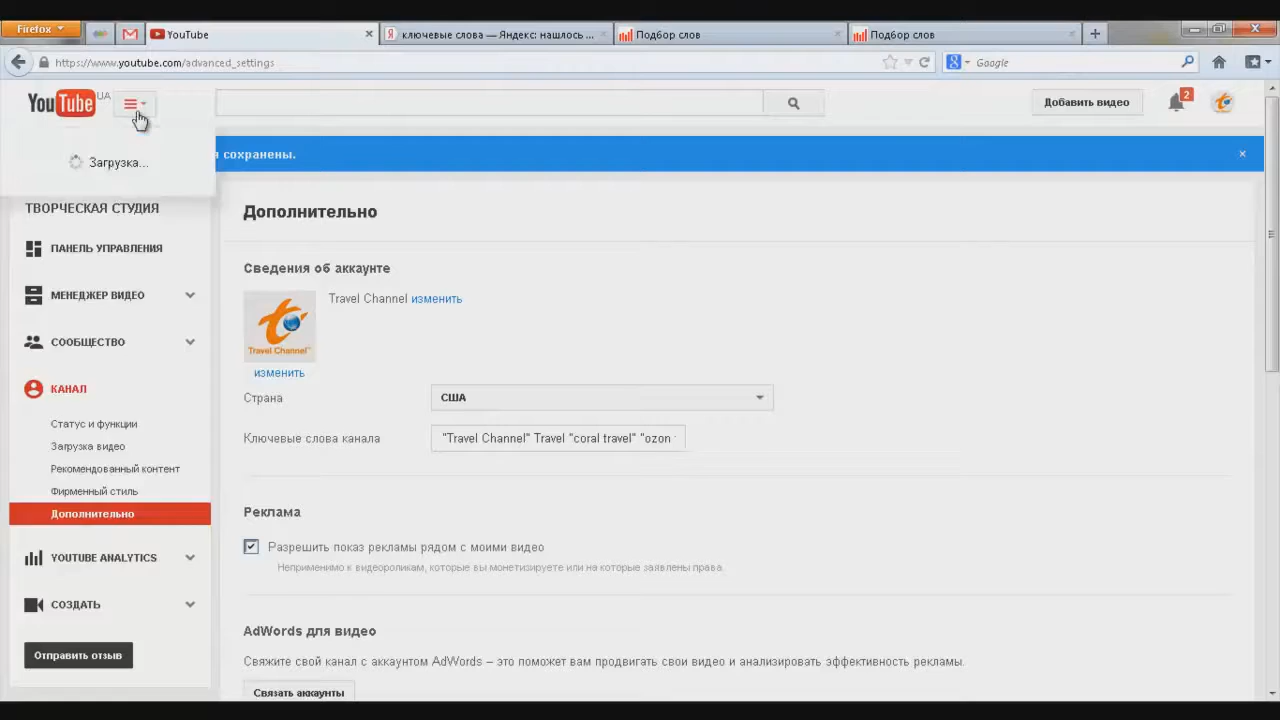 Firefox
YouTube
ключевые слова — Яндекс: нашлось ...
Подбор слов
Подбор слов
https://www.youtube.com/advanced_settings
Google
YouTube UA
Добавить видео
2
Загрузка...
сохранены.
ТВОРЧЕСКАЯ СТУДИЯ
ПАНЕЛЬ УПРАВЛЕНИЯ
МЕНЕДЖЕР ВИДЕО
СООБЩЕСТВО
КАНАЛ
Статус и функции
Загрузка видео
Рекомендованный контент
Фирменный стиль
Дополнительно
YOUTUBE ANALYTICS
СОЗДАТЬ
Отправить отзыв
Дополнительно
Сведения об аккаунте
Travel Channel изменить
Travel Channel
изменить
Страна
США
Ключевые слова канала
"Travel Channel" Travel "coral travel" "ozon
Реклама
Разрешить показ рекламы рядом с моими видео
Неприменимо к видеороликам, которые вы монетизируете или на которые заявлены права.
AdWords для видео
Свяжите свой канал с аккаунтом AdWords – это поможет вам продвигать свои видео и анализировать эффективность рекламы.
Связать аккаунты